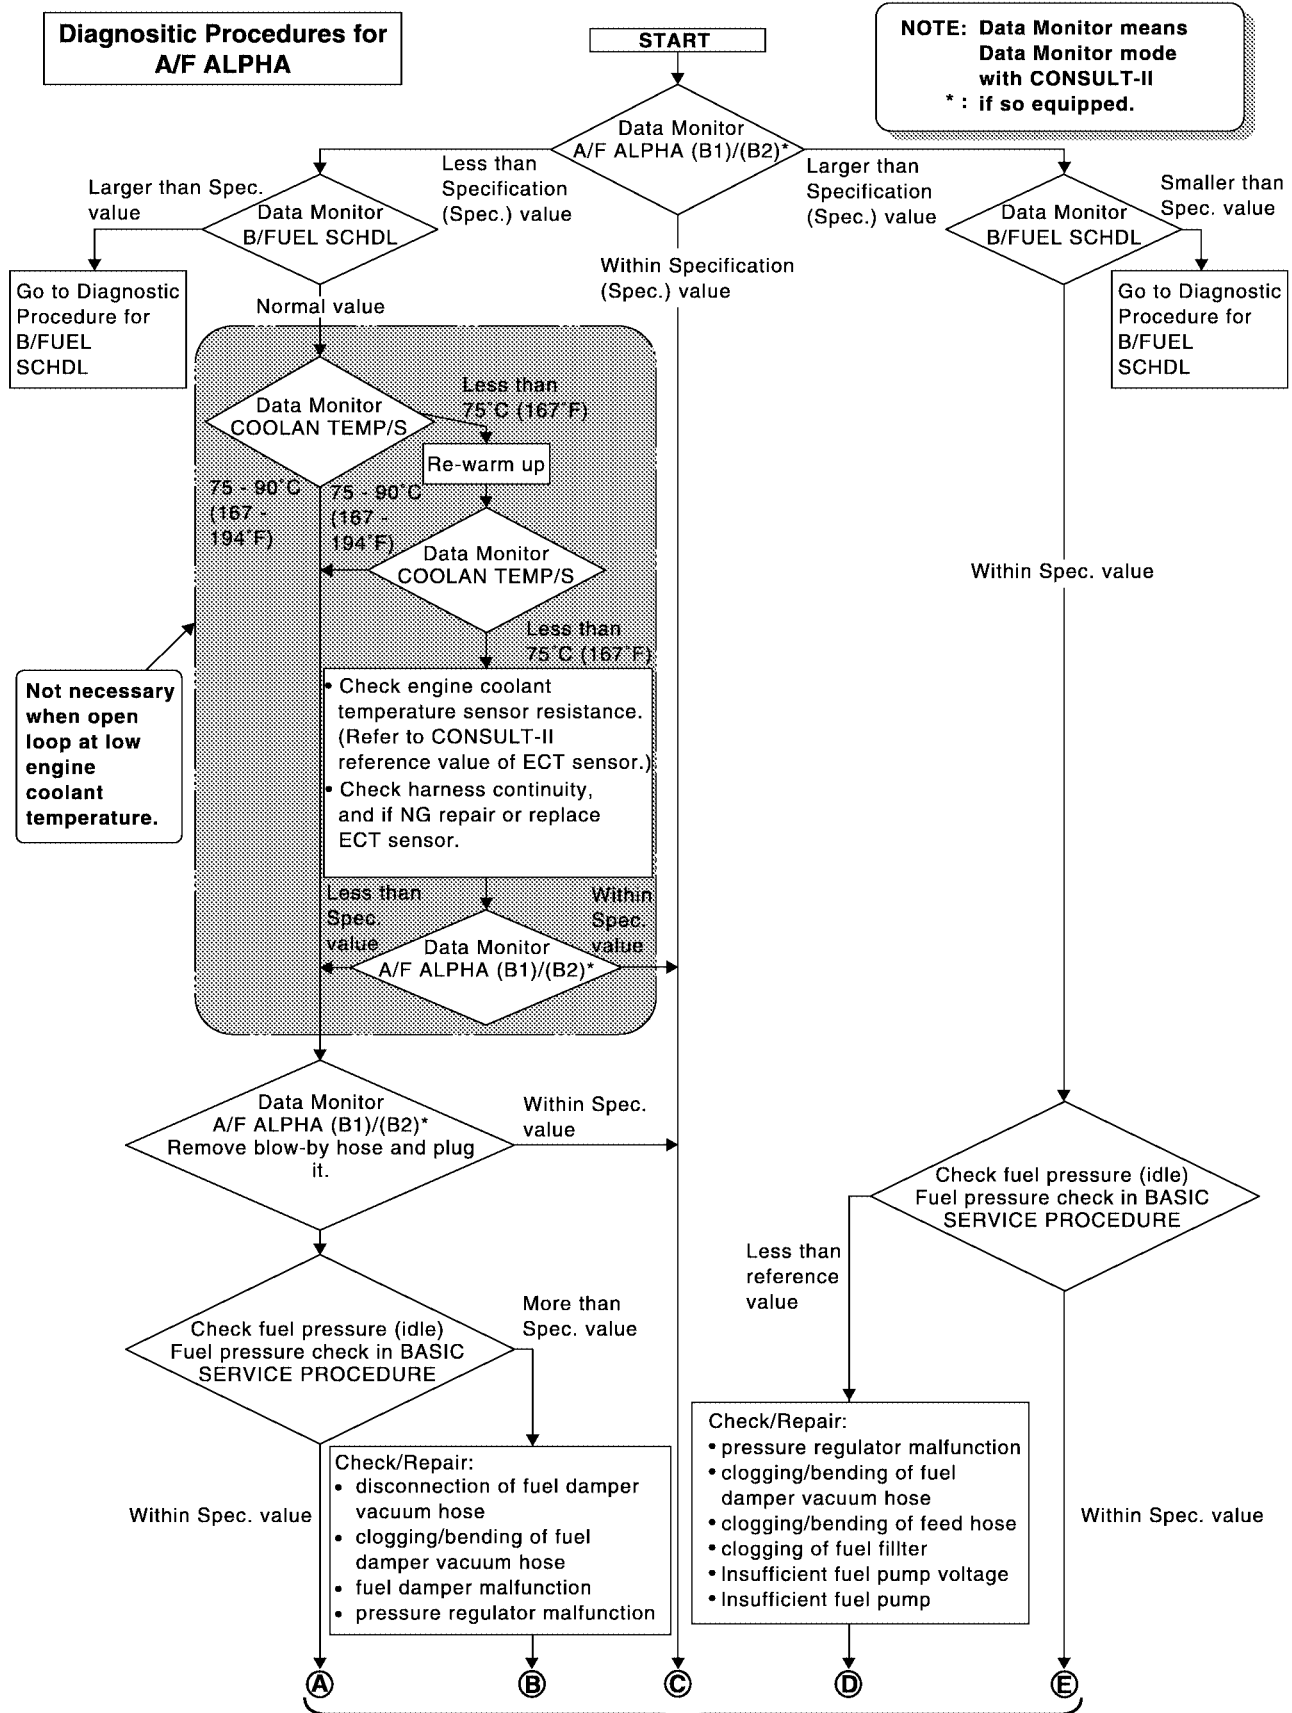 Diagnositic Procedures for
A/F ALPHA
START
NOTE: Data Monitor means
Data Monitor mode
with CONSULT-II
* : if so equipped.
Data Monitor
A/F ALPHA (B1)/(B2)*
Less than
Specification
(Spec.) value
Larger than
Specification
(Spec.) value
Within Specification
(Spec.) value
Larger than Spec.
value
Data Monitor
B/FUEL SCHDL
Data Monitor
B/FUEL SCHDL
Smaller than
Spec. value
Go to Diagnostic
Procedure for
B/FUEL
SCHDL
Normal value
Go to Diagnostic
Procedure for
B/FUEL
SCHDL
Data Monitor
COOLAN TEMP/S
Less than
75˚C (167˚F)
Re-warm up
75 - 90˚C
(167 -
194˚F)
75 - 90˚C
(167 -
194˚F)
Data Monitor
COOLAN TEMP/S
Within Spec. value
Less than
75˚C (167˚F)
Not necessary
when open
loop at low
engine
coolant
temperature.
• Check engine coolant
temperature sensor resistance.
(Refer to CONSULT-II
reference value of ECT sensor.)
• Check harness continuity,
and if NG repair or replace
ECT sensor.
Less than
Spec.
value
Within
Spec.
value
Data Monitor
A/F ALPHA (B1)/(B2)*
Data Monitor
A/F ALPHA (B1)/(B2)*
Remove blow-by hose and plug
it.
Within Spec.
value
Check fuel pressure (idle)
Fuel pressure check in BASIC
SERVICE PROCEDURE
Less than
reference
value
Check fuel pressure (idle)
Fuel pressure check in BASIC
SERVICE PROCEDURE
More than
Spec. value
Within Spec. value
Check/Repair:
• disconnection of fuel damper
vacuum hose
• clogging/bending of fuel
damper vacuum hose
• fuel damper malfunction
• pressure regulator malfunction
Check/Repair:
• pressure regulator malfunction
• clogging/bending of fuel
damper vacuum hose
• clogging/bending of feed hose
• clogging of fuel fillter
• Insufficient fuel pump voltage
• Insufficient fuel pump
Within Spec. value
A B C D E